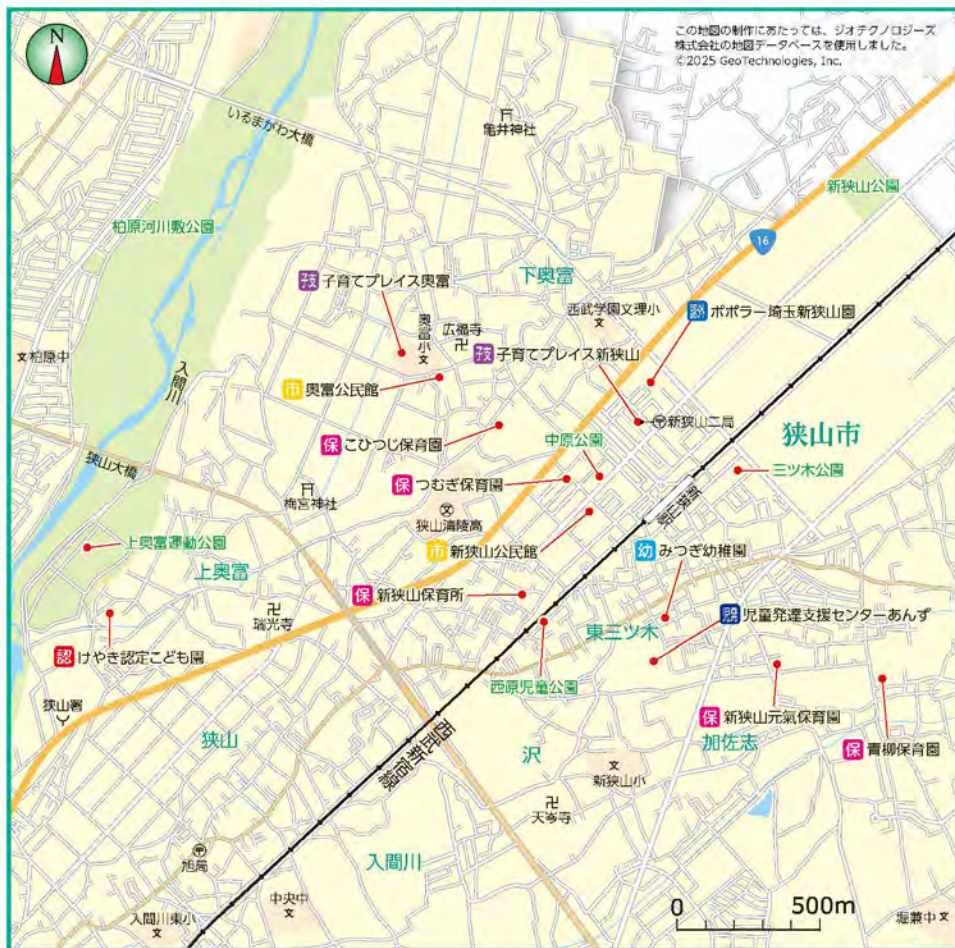 この地図の制作にあたっては、ジオテクノロジーズ
株式会社の地図データベースを使用しました。
©2025 GeoTechnologies, Inc.
N
いるまがわ大橋
亀井神社
新狭山公園
柏原河川敷公園
16
下奥富
子育てプレイス奥富
西武学園文理小
ポポラー埼玉新狭山園
奥富小
広福寺
柏原中
子育てプレイス新狭山
入間川
市 奥富公民館
新狭山二局
狭山市
保 こひつじ保育園
中原公園
狭山大橋
三ツ木公園
保 つむぎ保育園
梅宮神社
新狭山駅
狭山清陵高
上奥富運動公園
市 新狭山公民館
幼 みつぎ幼稚園
上奥富
保 新狭山保育所
瑞光寺
児童発達支援センターあんず
東三ツ木
認 けやき認定こども園
西原児童公園
狭山署
保 新狭山元氣保育園
狭山
西武新宿線
沢
加佐志
保 青柳保育園
新狭山小
天岑寺
旭局
入間川
中央中
入間川東小
0 500m
堀兼中